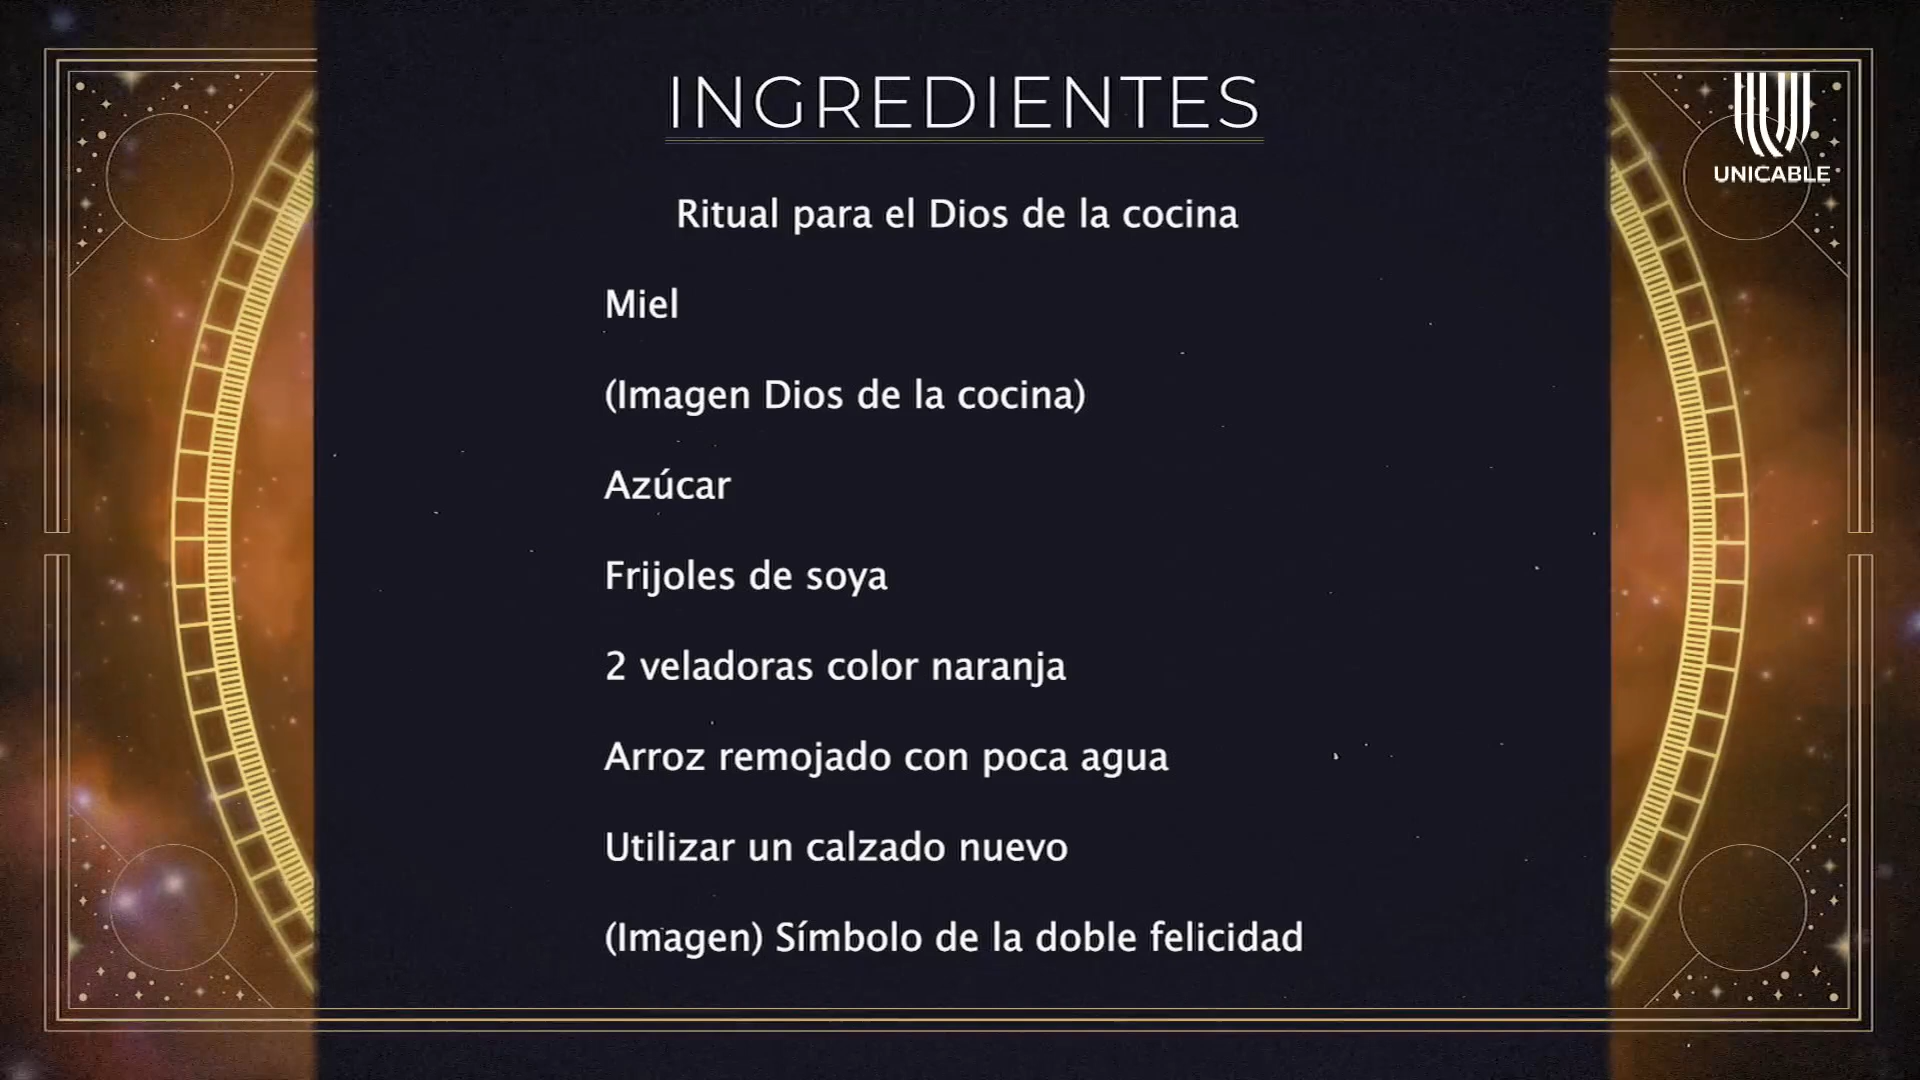 INGREDIENTES
UNICABLE
Ritual para el Dios de la cocina
Miel
(Imagen Dios de la cocina)
Azúcar
Frijoles de soya
2 veladoras color naranja
Arroz remojado con poca agua
Utilizar un calzado nuevo
(Imagen) Símbolo de la doble felicidad